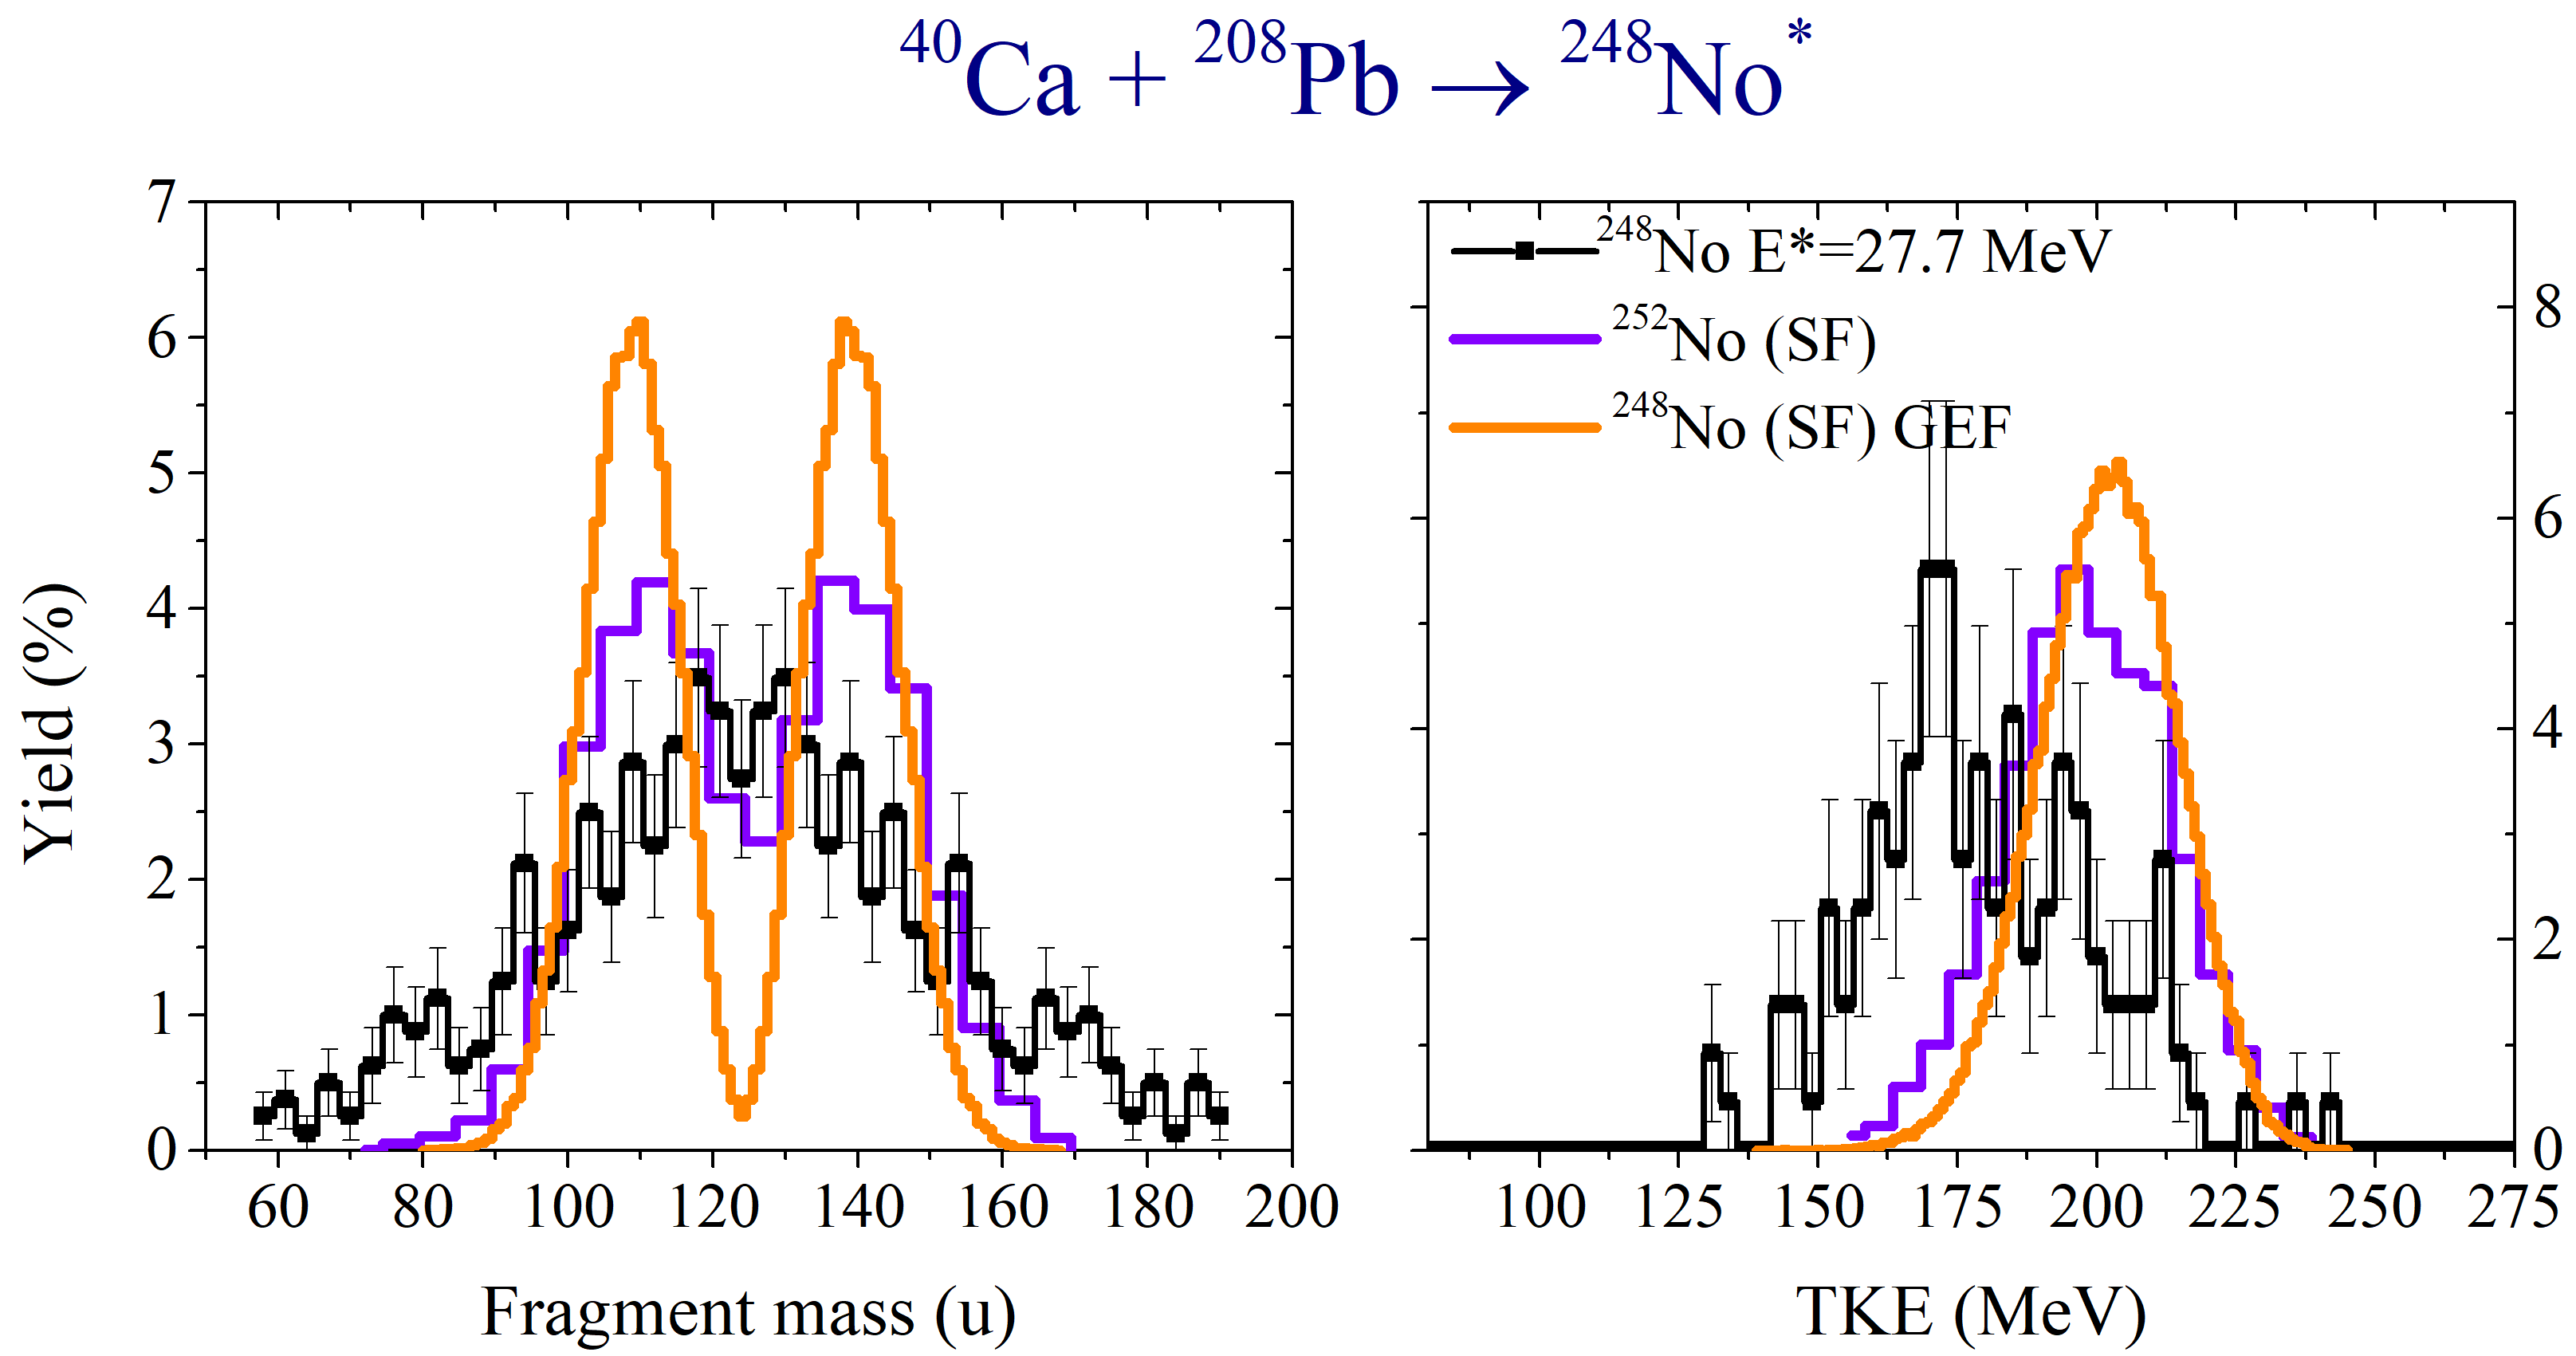 ⁴⁰Ca + ²⁰⁸Pb → ²⁴⁸No*
7
6
5
4
3
2
1
0
Yield (%)
60 80 100 120 140 160 180 200
Fragment mass (u)
²⁴⁸No E*=27.7 MeV
²⁵²No (SF)
²⁴⁸No (SF) GEF
8
6
4
2
0
100 125 150 175 200 225 250 275
TKE (MeV)